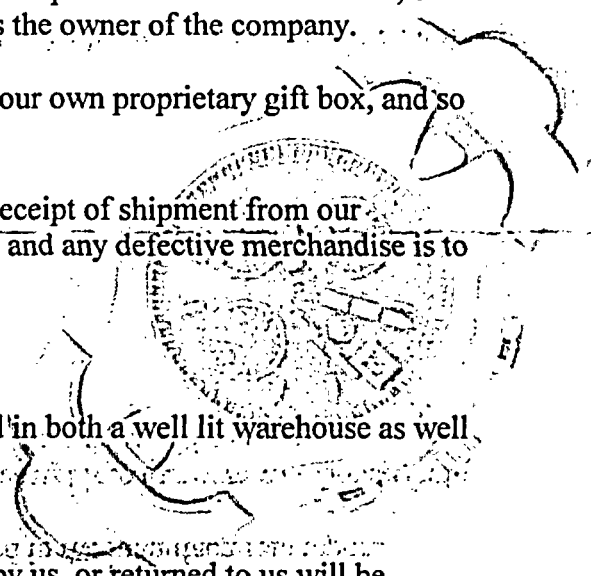 s the owner of the company.
our own proprietary gift box, and so
eceipt of shipment from our
and any defective merchandise is to
in both a well lit warehouse as well
by us, or returned to us will be